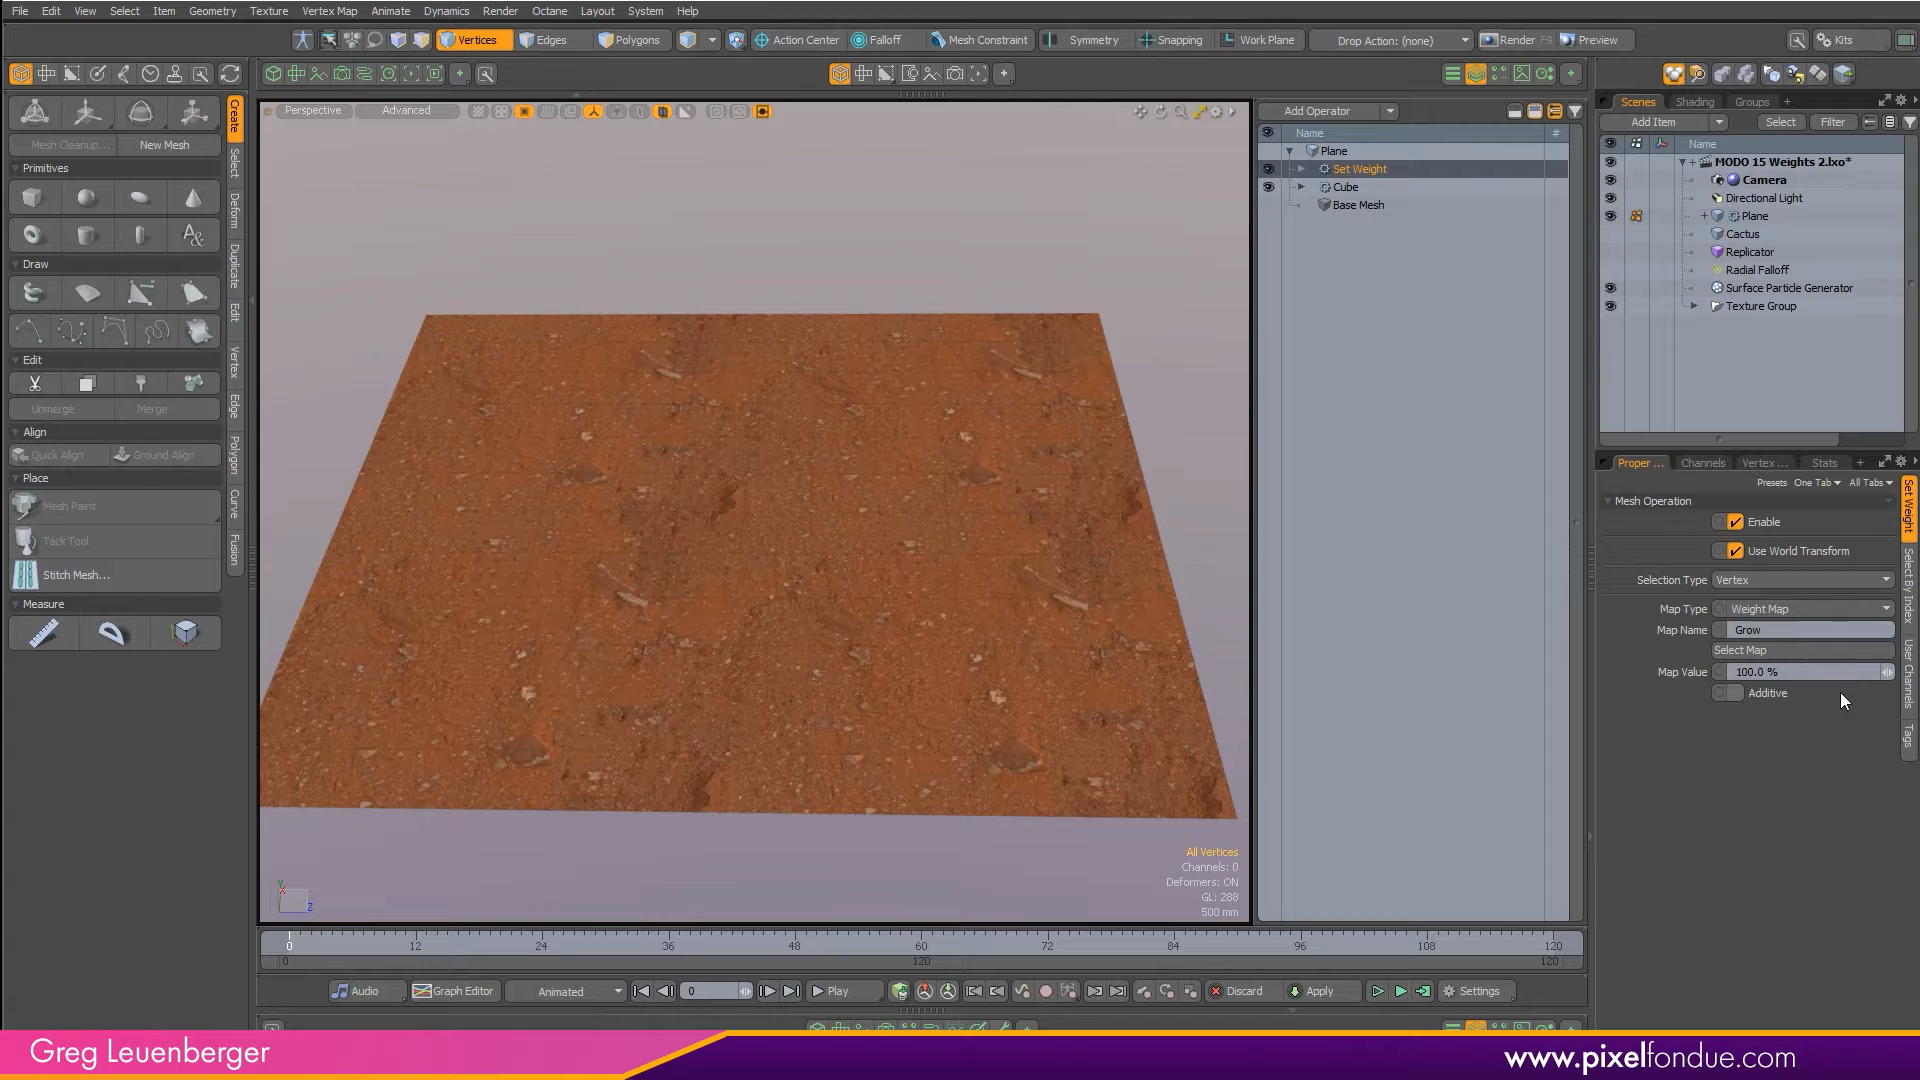 File Edit View Select Item Geometry Texture Vertex Map Animate Dynamics Render Octane Layout System Help
Vertices Edges Polygons Action Center Falloff Mesh Constraint Symmetry Snapping Work Plane Drop Action: (none) Render F9 Preview Kits
Perspective Advanced
Mesh Cleanup... New Mesh
Primitives
Draw
Edit
Unmerge Merge
Align
Quick Align Ground Align
Place
Mesh Paint
Tack Tool
Stitch Mesh...
Measure
Create
Select
Deform
Duplicate
Edit
Vertex
Edge
Polygon
Curve
Fusion
All Vertices
Channels: 0
Deformers: ON
GL: 288
500 mm
Y
X
Z
Add Operator
Name #
Plane
Set Weight
Cube
Base Mesh
Scenes Shading Groups
Add Item Select Filter
Name
MODO 15 Weights 2.lxo*
Camera
Directional Light
Plane
Cactus
Replicator
Radial Falloff
Surface Particle Generator
Texture Group
Proper ... Channels Vertex ... Stats
Presets One Tab All Tabs
Mesh Operation
Enable
Use World Transform
Selection Type Vertex
Map Type Weight Map
Map Name Grow
Select Map
Map Value 100.0 %
Additive
Set Weight
Select By Index
User Channels
Tags
0 12 24 36 48 60 72 84 96 108 120
0 120 120
Audio Graph Editor Animated 0 Play Discard Apply Settings
Greg Leuenberger
www.pixelfondue.com